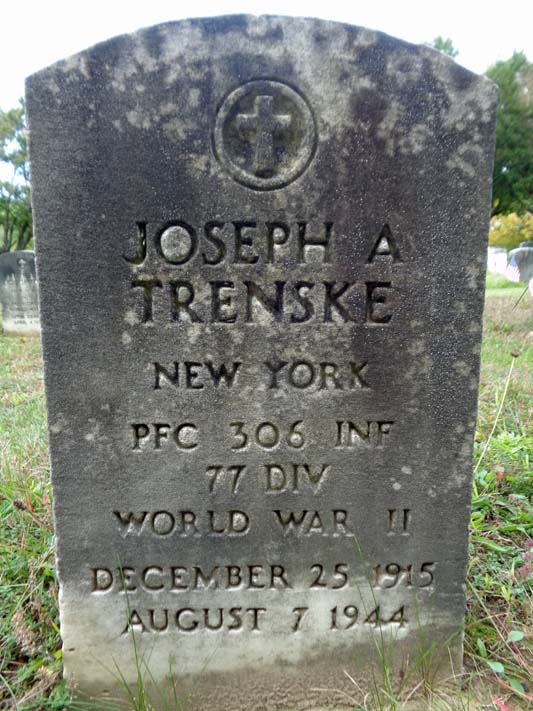 JOSEPH A
TRENSKE
NEW YORK
PFC 306 INF
77 DIV
WORLD WAR II
DECEMBER 25 1915
AUGUST 7 1944